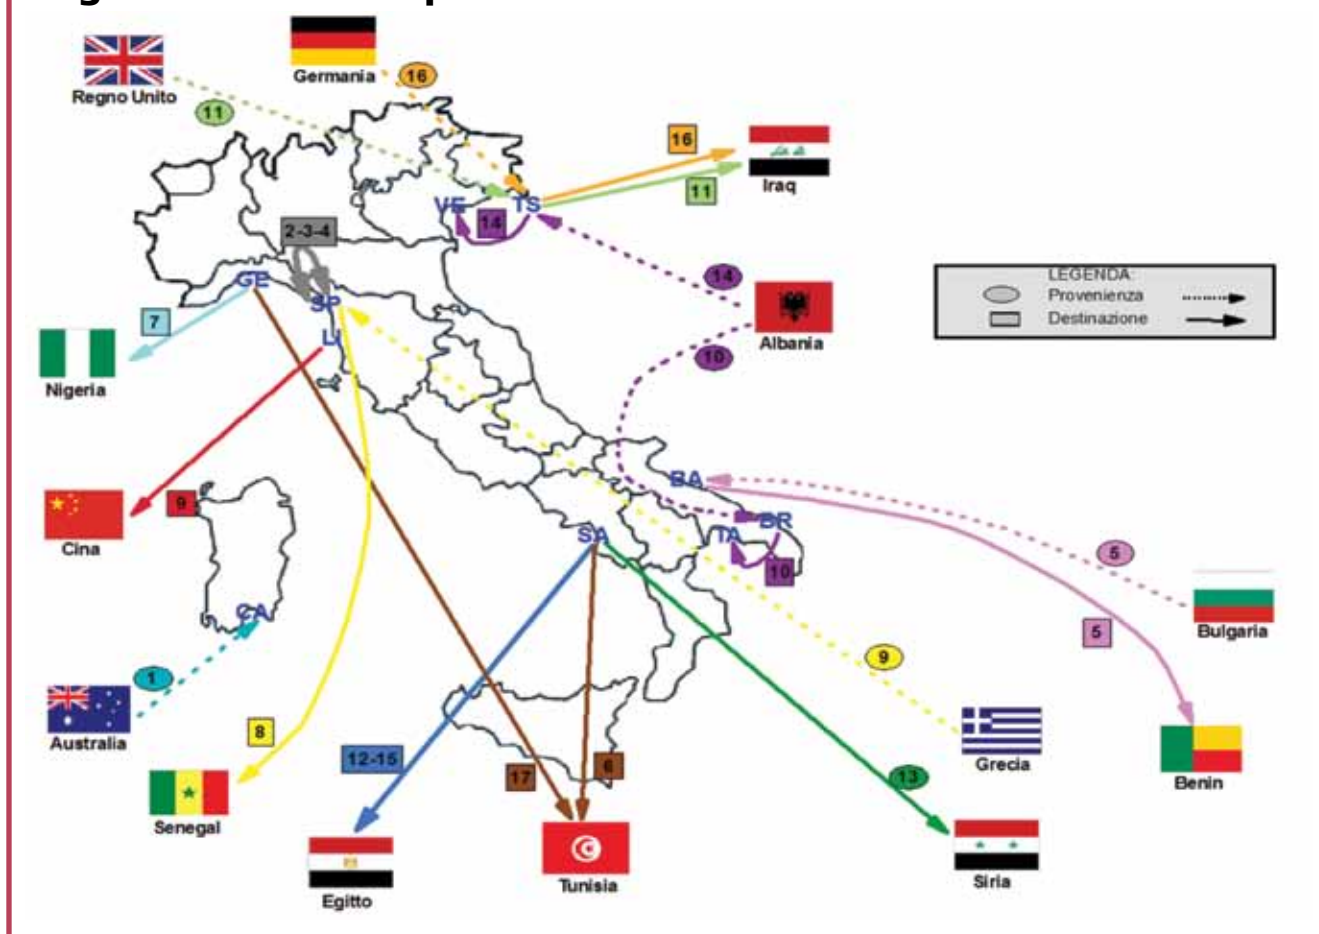 Germania
16
Regno Unito
11
16
Iraq
11
VE
TS
14
2-3-4
LEGENDA:
Provenienza
Destinazione
14
GE
SP
7
Albania
LI
10
Nigeria
BA
9
BR
Cina
SA
TA
5
10
CA
Bulgaria
5
9
1
Australia
8
Grecia
12-15
17
6
13
Benin
Senegal
Egitto
Tunisia
Siria